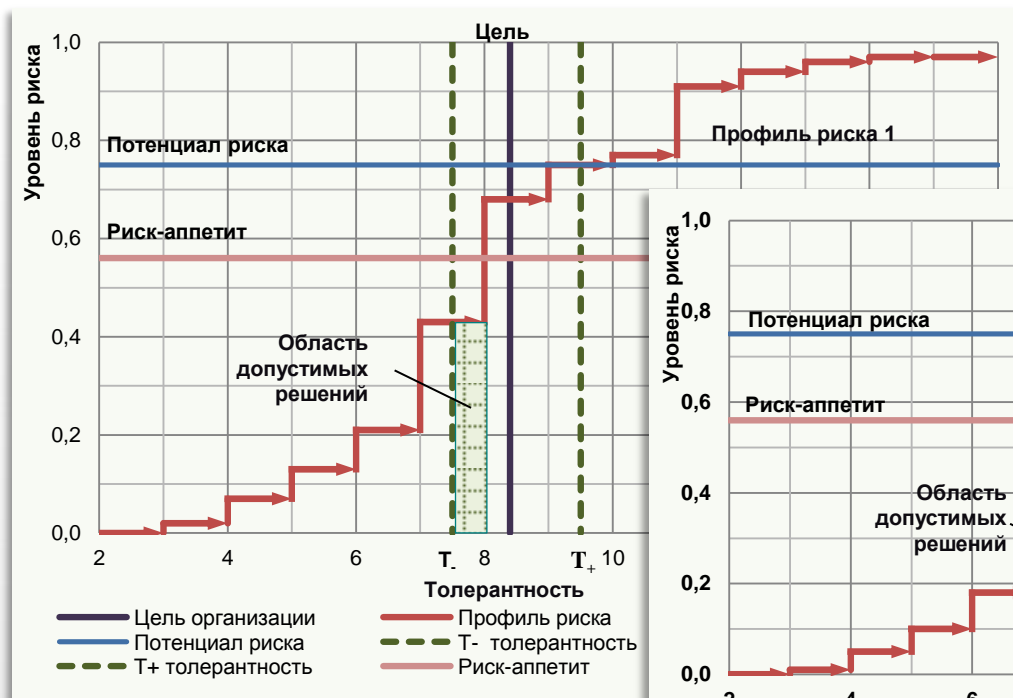 Цель
Уровень риска
1,0
0,8
0,6
0,4
0,2
0,0
Потенциал риска
Профиль риска 1
Риск-аппетит
Область
допустимых
решений
2 4 6 T- 8 T+ 10
Толерантность
Цель организации
Профиль риска
Потенциал риска
T- толерантность
T+ толерантность
Риск-аппетит
Уровень риска
1,0
0,8
0,6
0,4
0,2
0,0
Потенциал риска
Риск-аппетит
Область
допустимых
решений